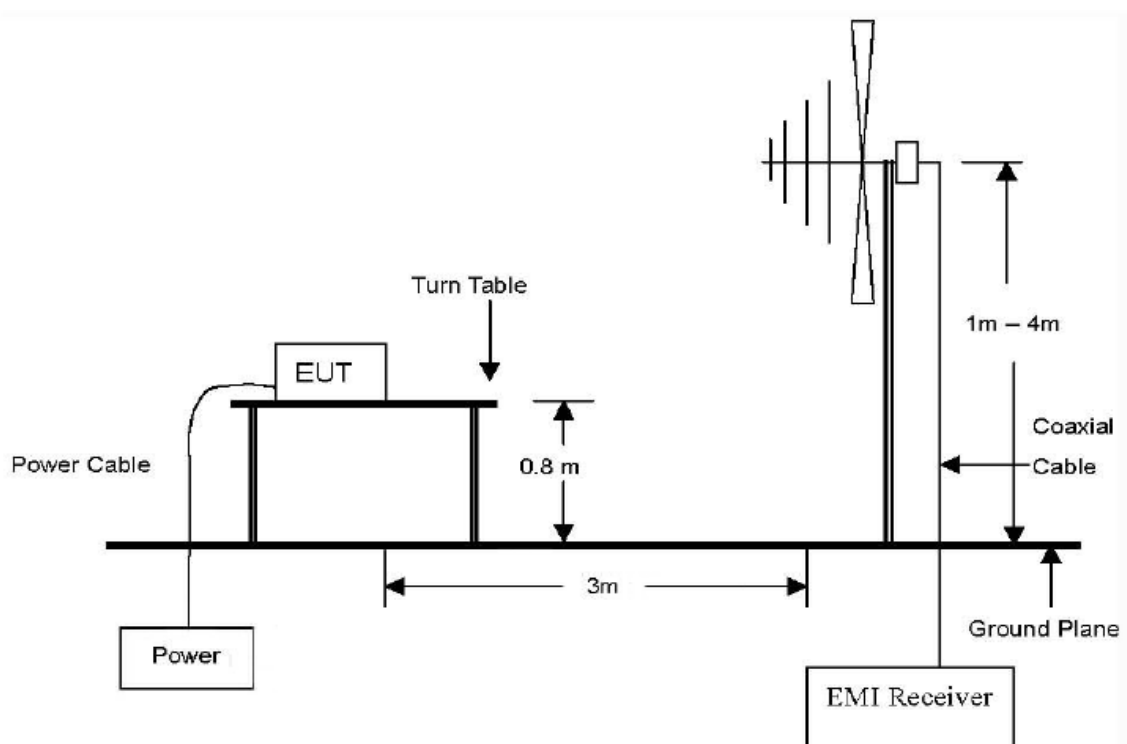 Turn Table
EUT
1m – 4m
Coaxial
Cable
Power Cable
0.8 m
3m
Ground Plane
Power
EMI Receiver